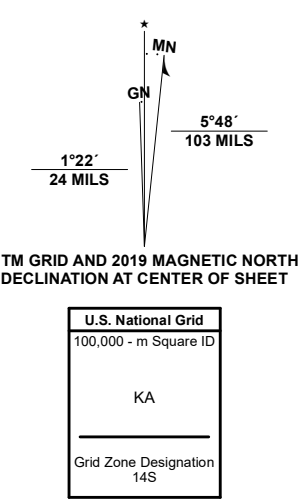 ★
MN
GN
5°48´
103 MILS
1°22´
24 MILS
TM GRID AND 2019 MAGNETIC NORTH
DECLINATION AT CENTER OF SHEET
U.S. National Grid
100,000 - m Square ID
KA
Grid Zone Designation
14S